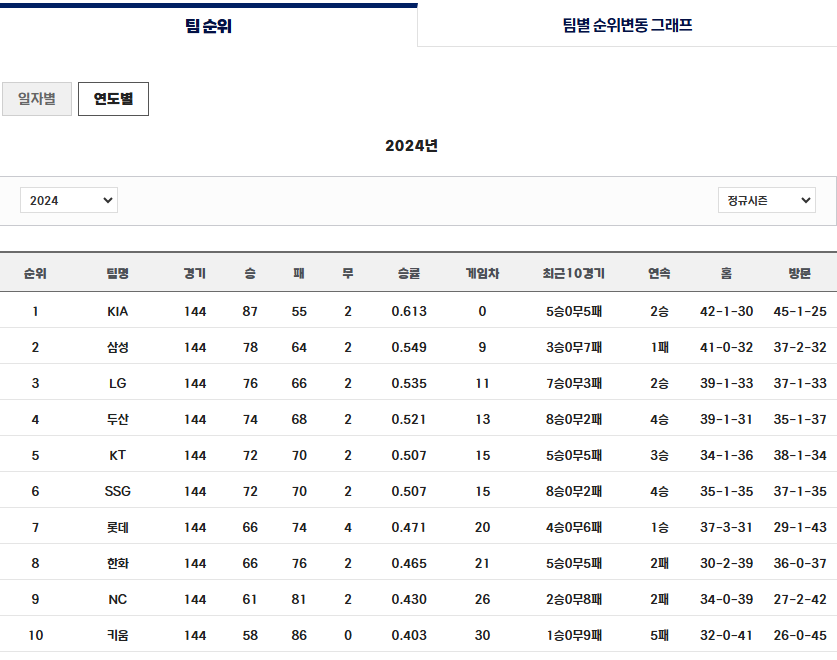 팀 순위 팀별 순위변동 그래프
일자별 연도별
2024년
2024 정규시즌
순위 팀명 경기 승 패 무 승률 게임차 최근10경기 연속 홈 방문
1 KIA 144 87 55 2 0.613 0 5승0무5패 2승 42-1-30 45-1-25
2 삼성 144 78 64 2 0.549 9 3승0무7패 1패 41-0-32 37-2-32
3 LG 144 76 66 2 0.535 11 7승0무3패 2승 39-1-33 37-1-33
4 두산 144 74 68 2 0.521 13 8승0무2패 4승 39-1-31 35-1-37
5 KT 144 72 70 2 0.507 15 5승0무5패 3승 34-1-36 38-1-34
6 SSG 144 72 70 2 0.507 15 8승0무2패 4승 35-1-35 37-1-35
7 롯데 144 66 74 4 0.471 20 4승0무6패 1승 37-3-31 29-1-43
8 한화 144 66 76 2 0.465 21 5승0무5패 2패 30-2-39 36-0-37
9 NC 144 61 81 2 0.430 26 2승0무8패 2패 34-0-39 27-2-42
10 키움 144 58 86 0 0.403 30 1승0무9패 5패 32-0-41 26-0-45